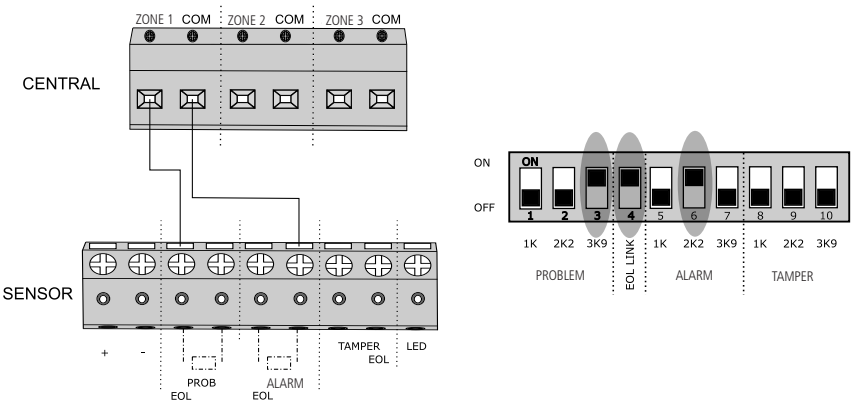 ZONE 1 COM ZONE 2 COM ZONE 3 COM
CENTRAL
SENSOR
+ - PROB ALARM TAMPER LED
EOL EOL EOL
ON
OFF
ON
1 2 3 4 5 6 7 8 9 10
1K 2K2 3K9 EOL LINK 1K 2K2 3K9 1K 2K2 3K9
PROBLEM ALARM TAMPER